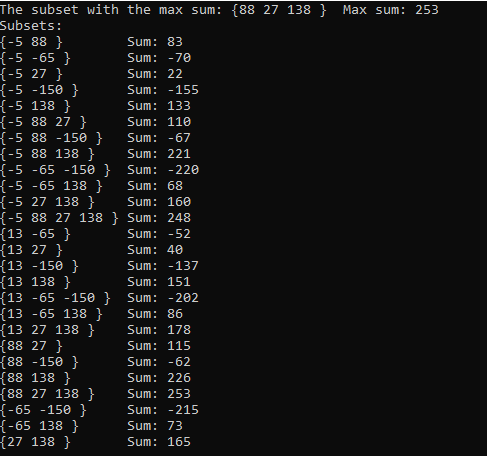 The subset with the max sum: {88 27 138 }  Max sum: 253
Subsets:
{-5 88 }        Sum: 83
{-5 -65 }       Sum: -70
{-5 27 }        Sum: 22
{-5 -150 }      Sum: -155
{-5 138 }       Sum: 133
{-5 88 27 }     Sum: 110
{-5 88 -150 }   Sum: -67
{-5 88 138 }    Sum: 221
{-5 -65 -150 }  Sum: -220
{-5 -65 138 }   Sum: 68
{-5 27 138 }    Sum: 160
{-5 88 27 138 } Sum: 248
{13 -65 }       Sum: -52
{13 27 }        Sum: 40
{13 -150 }      Sum: -137
{13 138 }       Sum: 151
{13 -65 -150 }  Sum: -202
{13 -65 138 }   Sum: 86
{13 27 138 }    Sum: 178
{88 27 }        Sum: 115
{88 -150 }      Sum: -62
{88 138 }       Sum: 226
{88 27 138 }    Sum: 253
{-65 -150 }     Sum: -215
{-65 138 }      Sum: 73
{27 138 }       Sum: 165